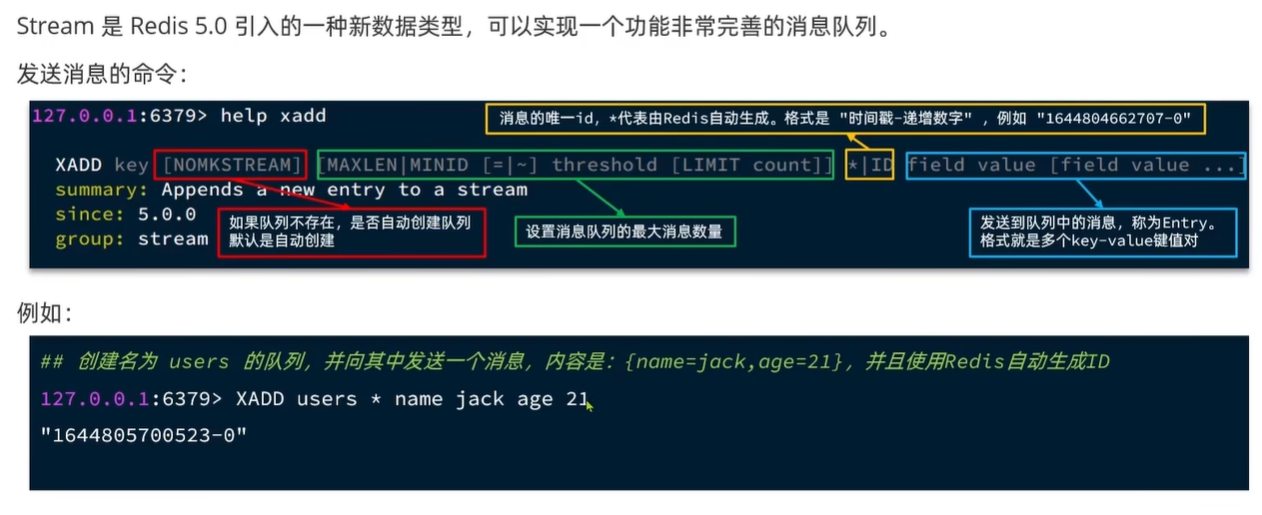 Stream 是 Redis 5.0 引入的一种新数据类型，可以实现一个功能非常完善的消息队列。
发送消息的命令：
127.0.0.1:6379> help xadd
消息的唯一id，*代表由Redis自动生成。格式是 "时间戳-递增数字" ，例如 "1644804662707-0"
XADD key [NOMKSTREAM] [MAXLEN|MINID [=|~] threshold [LIMIT count]] *|ID field value [field value ...]
summary: Appends a new entry to a stream
since: 5.0.0
group: stream
如果队列不存在，是否自动创建队列
默认是自动创建
设置消息队列的最大消息数量
发送到队列中的消息，称为Entry。
格式就是多个key-value键值对
例如：
## 创建名为 users 的队列，并向其中发送一个消息，内容是：{name=jack,age=21}，并且使用Redis自动生成ID
127.0.0.1:6379> XADD users * name jack age 21
"1644805700523-0"